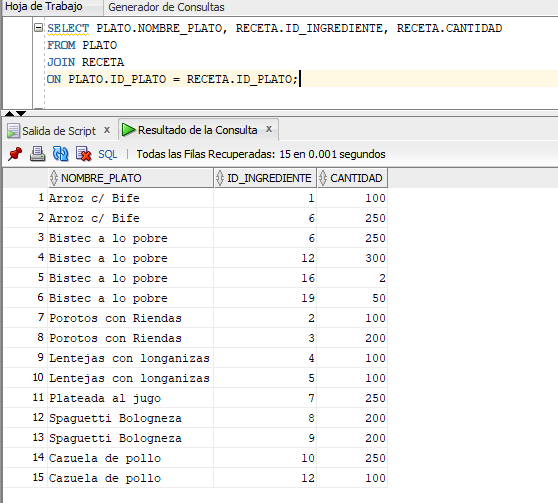 Hoja de Trabajo Generador de Consultas
SELECT PLATO.NOMBRE_PLATO, RECETA.ID_INGREDIENTE, RECETA.CANTIDAD
FROM PLATO
JOIN RECETA
ON PLATO.ID_PLATO = RECETA.ID_PLATO;
Salida de Script x Resultado de la Consulta x
SQL | Todas las Filas Recuperadas: 15 en 0.001 segundos
NOMBRE_PLATO ID_INGREDIENTE CANTIDAD
1 Arroz c/ Bife 1 100
2 Arroz c/ Bife 6 250
3 Bistec a lo pobre 6 250
4 Bistec a lo pobre 12 300
5 Bistec a lo pobre 16 2
6 Bistec a lo pobre 19 50
7 Porotos con Riendas 2 100
8 Porotos con Riendas 3 200
9 Lentejas con longanizas 4 100
10 Lentejas con longanizas 5 100
11 Plateada al jugo 7 250
12 Spaguetti Bologneza 8 200
13 Spaguetti Bologneza 9 200
14 Cazuela de pollo 10 250
15 Cazuela de pollo 12 100